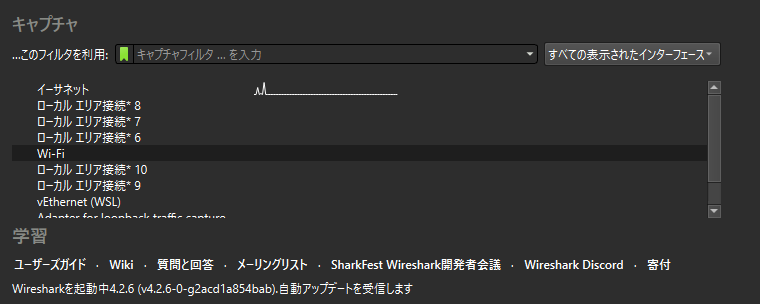 キャプチャ
...このフィルタを利用: キャプチャフィルタ ... を入力 すべての表示されたインターフェース
イーサネット
ローカル エリア接続* 8
ローカル エリア接続* 7
ローカル エリア接続* 6
Wi-Fi
ローカル エリア接続* 10
ローカル エリア接続* 9
vEthernet (WSL)
Adapter for loopback traffic capture
学習
ユーザーズガイド · Wiki · 質問と回答 · メーリングリスト · SharkFest Wireshark開発者会議 · Wireshark Discord · 寄付
Wiresharkを起動中4.2.6 (v4.2.6-0-g2acd1a854bab).自動アップデートを受信します